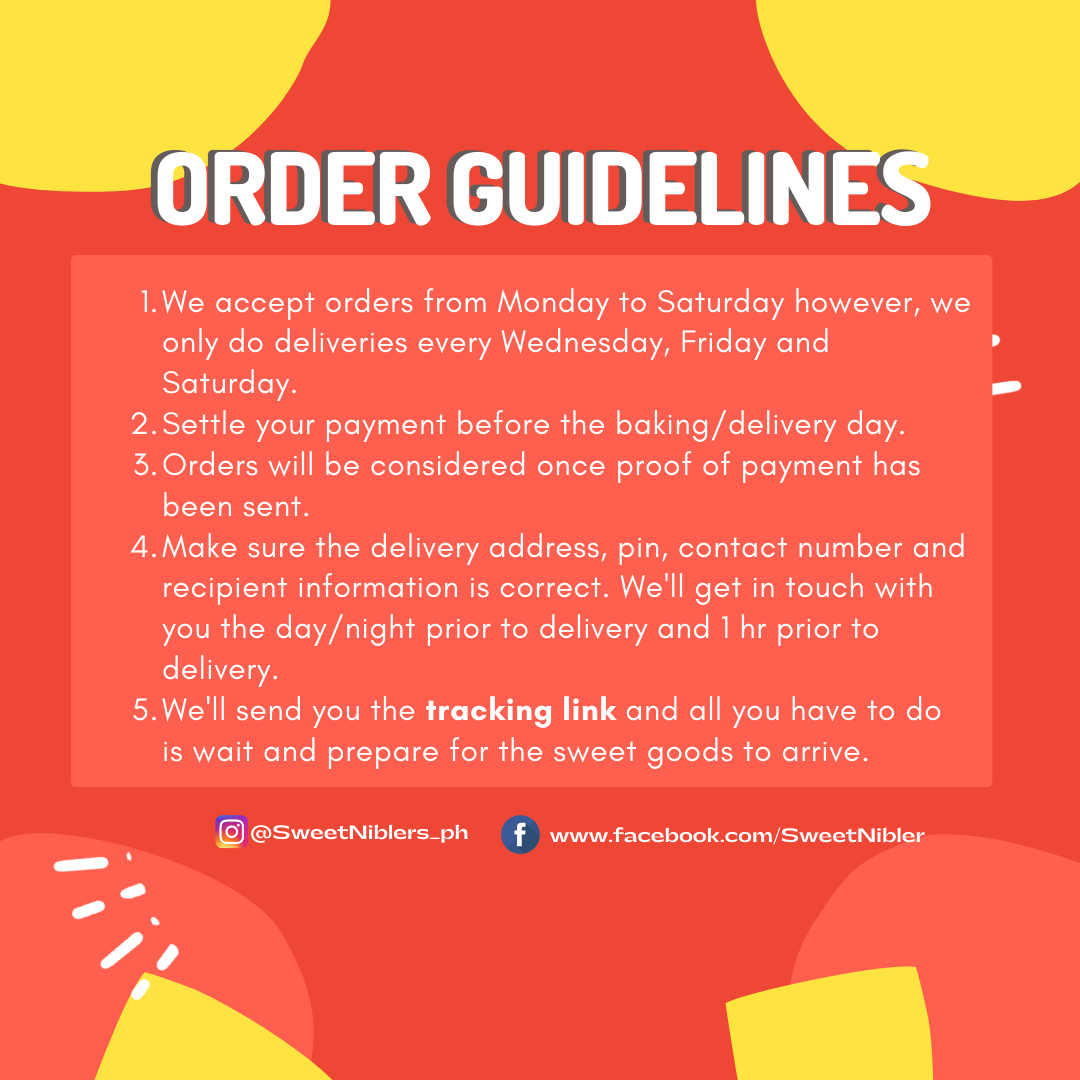 ORDER GUIDELINES
1. We accept orders from Monday to Saturday however, we
only do deliveries every Wednesday, Friday and
Saturday.
2. Settle your payment before the baking/delivery day.
3. Orders will be considered once proof of payment has
been sent.
4. Make sure the delivery address, pin, contact number and
recipient information is correct. We'll get in touch with
you the day/night prior to delivery and 1 hr prior to
delivery.
5. We'll send you the tracking link and all you have to do
is wait and prepare for the sweet goods to arrive.
@SweetNiblers_ph www.facebook.com/SweetNibler